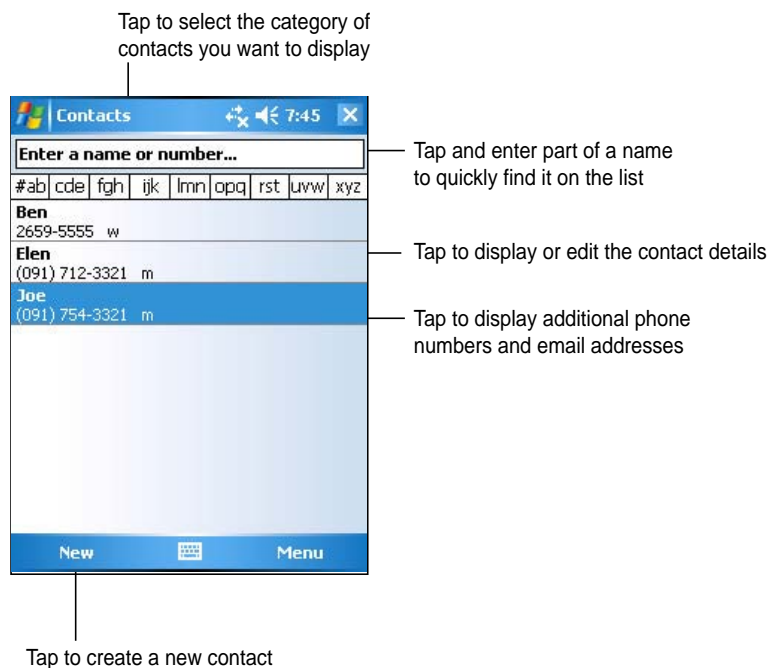 Tap to select the category of
contacts you want to display
Contacts 7:45
Enter a name or number...
#ab cde fgh ijk lmn opq rst uvw xyz
Tap and enter part of a name
to quickly find it on the list
Ben
2659-5555 w
Elen
(091) 712-3321 m
Tap to display or edit the contact details
Joe
(091) 754-3321 m
Tap to display additional phone
numbers and email addresses
New Menu
Tap to create a new contact